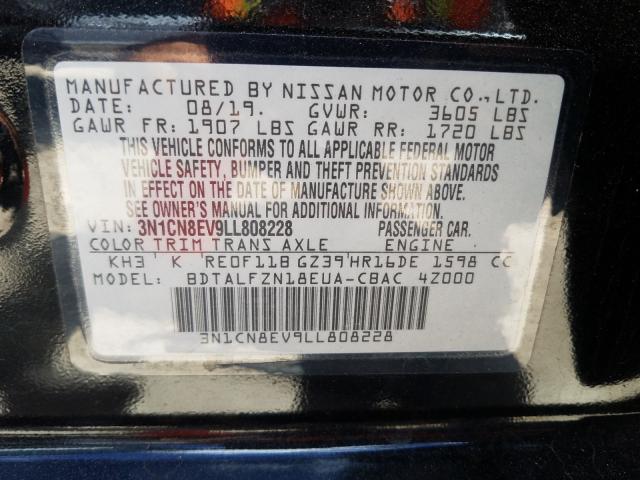 MANUFACTURED BY NISSAN MOTOR CO.,LTD.
DATE: 08/19. GVWR: 3605 LBS
GAWR FR: 1907 LBS GAWR RR: 1720 LBS
THIS VEHICLE CONFORMS TO ALL APPLICABLE FEDERAL MOTOR
VEHICLE SAFETY, BUMPER AND THEFT PREVENTION STANDARDS
IN EFFECT ON THE DATE OF MANUFACTURE SHOWN ABOVE.
SEE OWNER'S MANUAL FOR ADDITIONAL INFORMATION.
VIN: 3N1CN8EV9LL808228 PASSENGER CAR.
COLOR TRIM TRANS AXLE ENGINE
KH3 K RE0F11B GZ39 HR16DE 1598 CC
MODEL: BDTALFZN18EUA-CBAC 4Z000
3N1CN8EV9LL808228